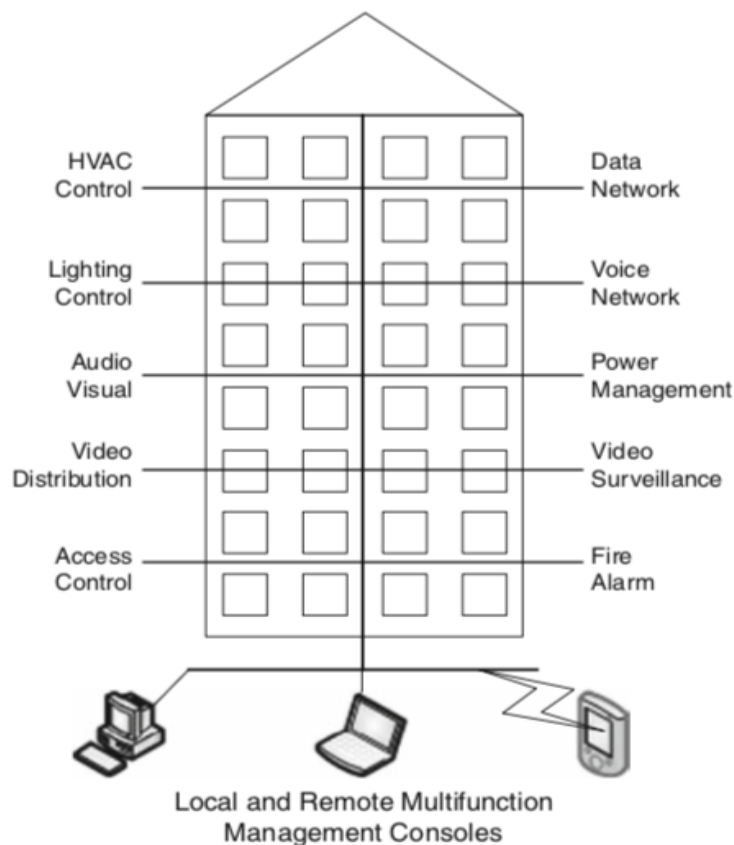 HVAC
Control
Data
Network
Lighting
Control
Voice
Network
Audio
Visual
Power
Management
Video
Distribution
Video
Surveillance
Access
Control
Fire
Alarm
Local and Remote Multifunction
Management Consoles